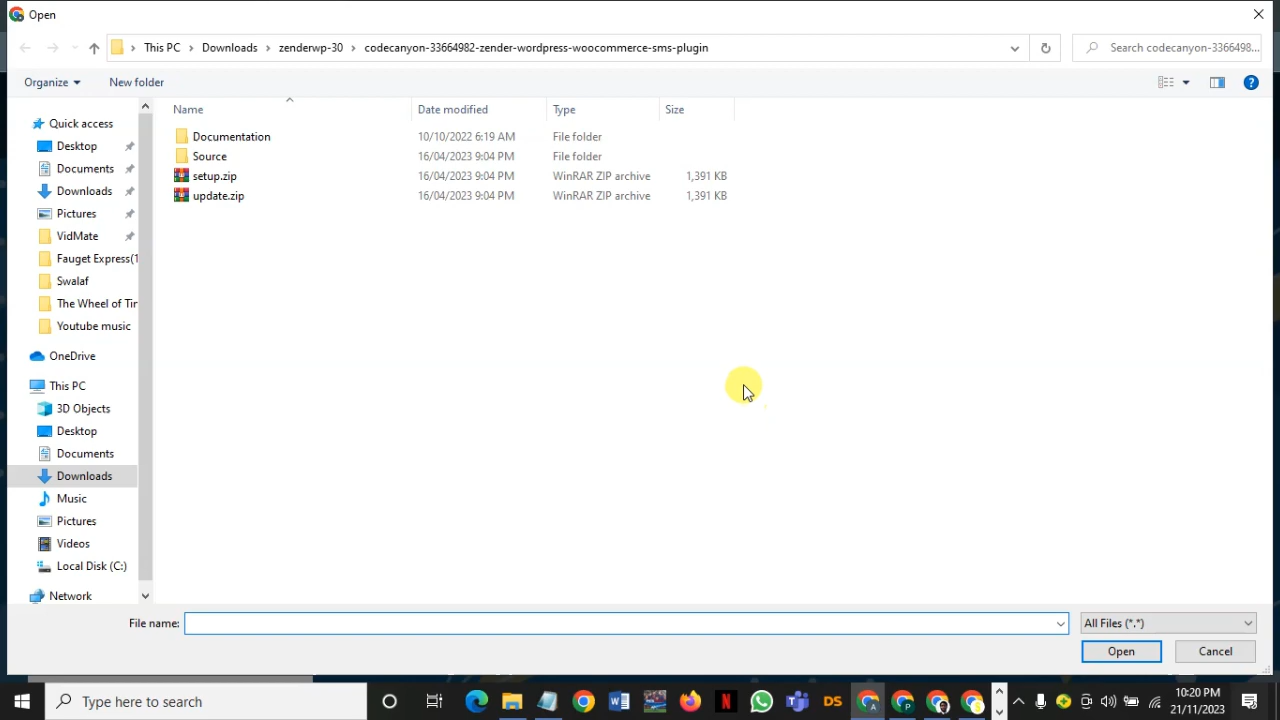 Open
This PC
Downloads
zenderwp-30
codecanyon-33664982-zender-wordpress-woocommerce-sms-plugin
Search codecanyon-3366498...
Organize
New folder
Name
Date modified
Type
Size
Documentation
10/10/2022 6:19 AM
File folder
Source
16/04/2023 9:04 PM
File folder
setup.zip
16/04/2023 9:04 PM
WinRAR ZIP archive
1,391 KB
update.zip
16/04/2023 9:04 PM
WinRAR ZIP archive
1,391 KB
Quick access
Desktop
Documents
Downloads
Pictures
VidMate
Fauget Express(1
Swalaf
The Wheel of Tir
Youtube music
OneDrive
This PC
3D Objects
Desktop
Documents
Downloads
Music
Pictures
Videos
Local Disk (C:)
Network
File name:
All Files (*.*)
Open
Cancel
Type here to search
DS
10:20 PM
21/11/2023